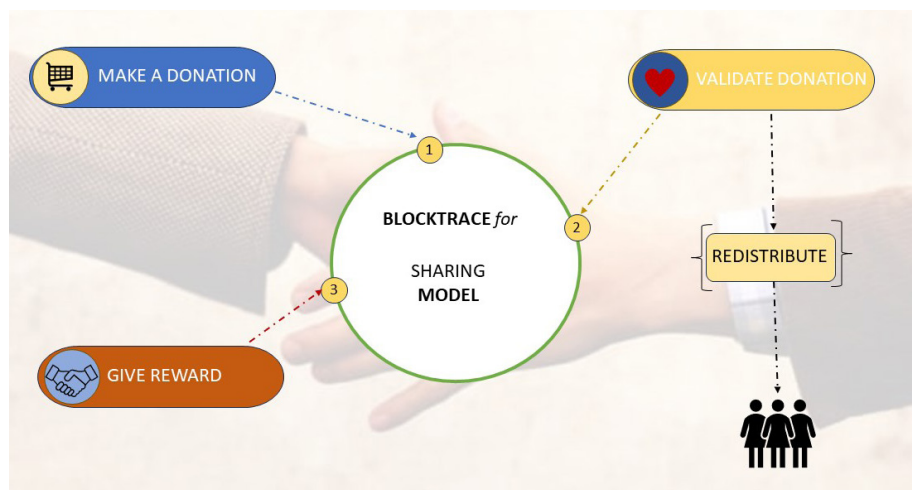 MAKE A DONATION
VALIDATE DONATION
1
BLOCKTRACE for
2
SHARING
MODEL
REDISTRIBUTE
3
GIVE REWARD